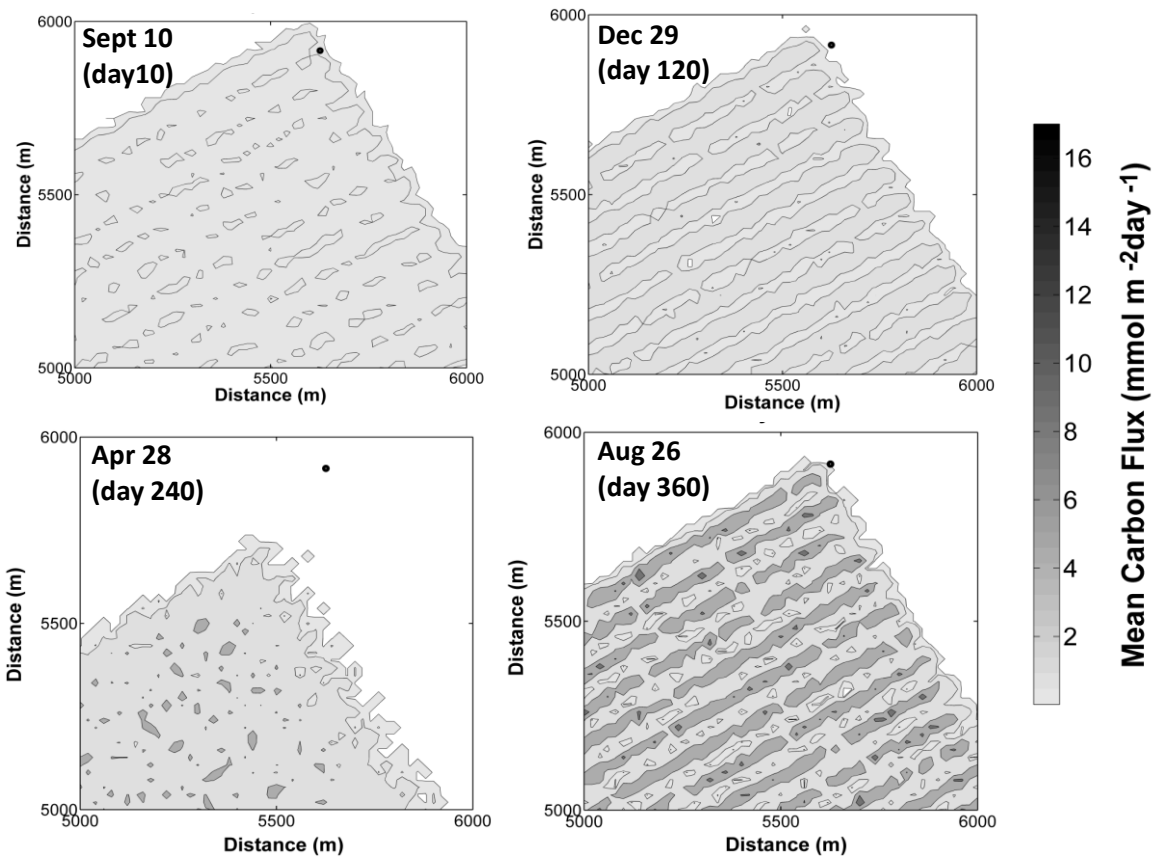 Sept 10
(day10)
6000
5500
5000
5000
5500
6000
Distance (m)
Distance (m)
Dec 29
(day 120)
6000
5500
5000
5000
5500
6000
Distance (m)
Distance (m)
Apr 28
(day 240)
6000
5500
5000
5000
5500
6000
Distance (m)
Distance (m)
Aug 26
(day 360)
6000
5500
5000
5000
5500
6000
Distance (m)
Distance (m)
16
14
12
10
8
6
4
2
Mean Carbon Flux (mmol m -2day -1)